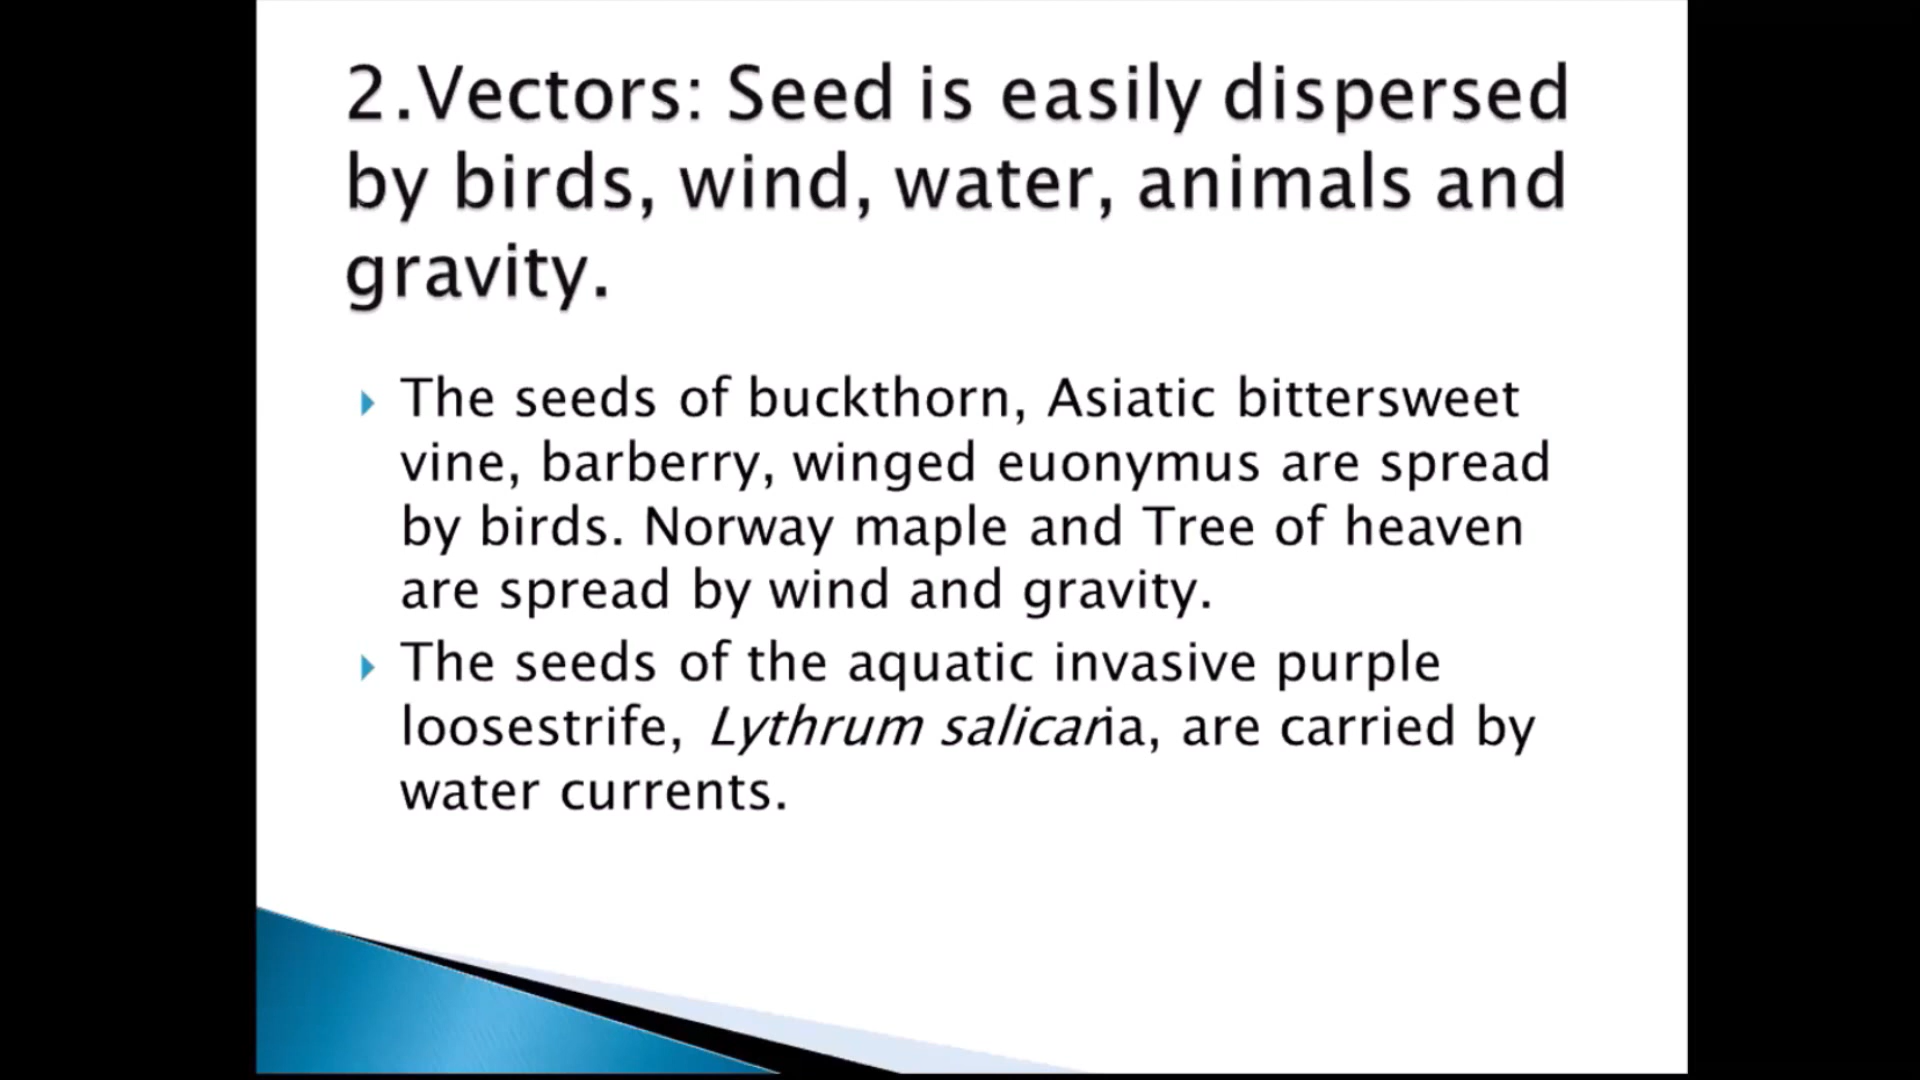 2.Vectors: Seed is easily dispersed
by birds, wind, water, animals and
gravity.
The seeds of buckthorn, Asiatic bittersweet
vine, barberry, winged euonymus are spread
by birds. Norway maple and Tree of heaven
are spread by wind and gravity.
The seeds of the aquatic invasive purple
loosestrife, Lythrum salicaria, are carried by
water currents.